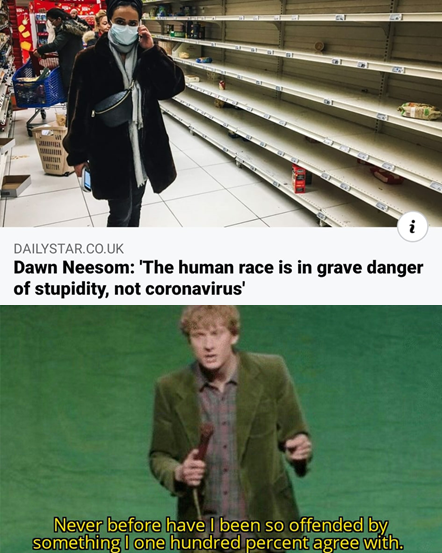 DAILYSTAR.CO.UK
Dawn Neesom: 'The human race is in grave danger
of stupidity, not coronavirus'
i
Never before have I been so offended by
something I one hundred percent agree with.